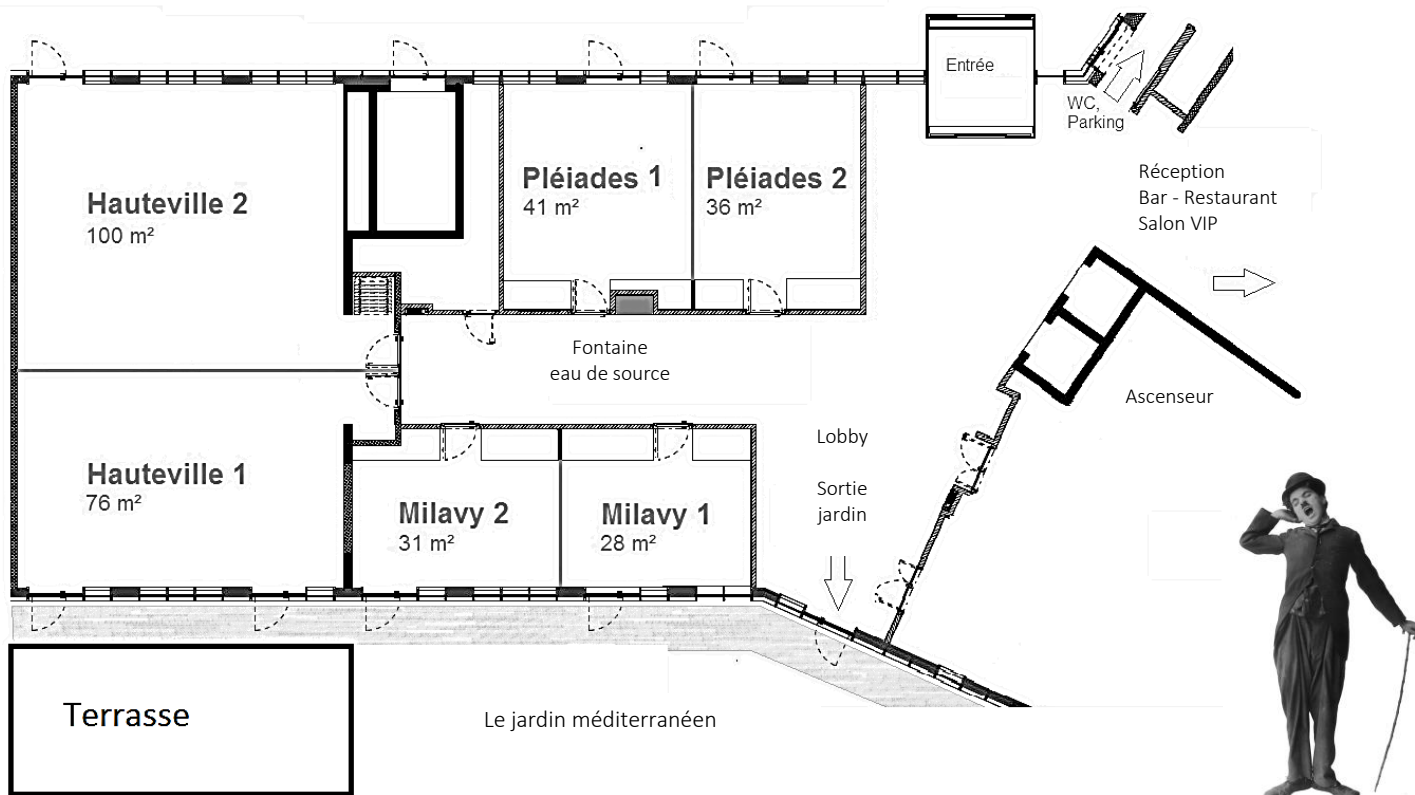 Entrée
WC,
Parking
Hauteville 2
100 m²
Pléiades 1
41 m²
Pléiades 2
36 m²
Réception
Bar - Restaurant
Salon VIP
Fontaine
eau de source
Ascenseur
Hauteville 1
76 m²
Milavy 2
31 m²
Milavy 1
28 m²
Lobby
Sortie
jardin
Terrasse
Le jardin méditerranéen